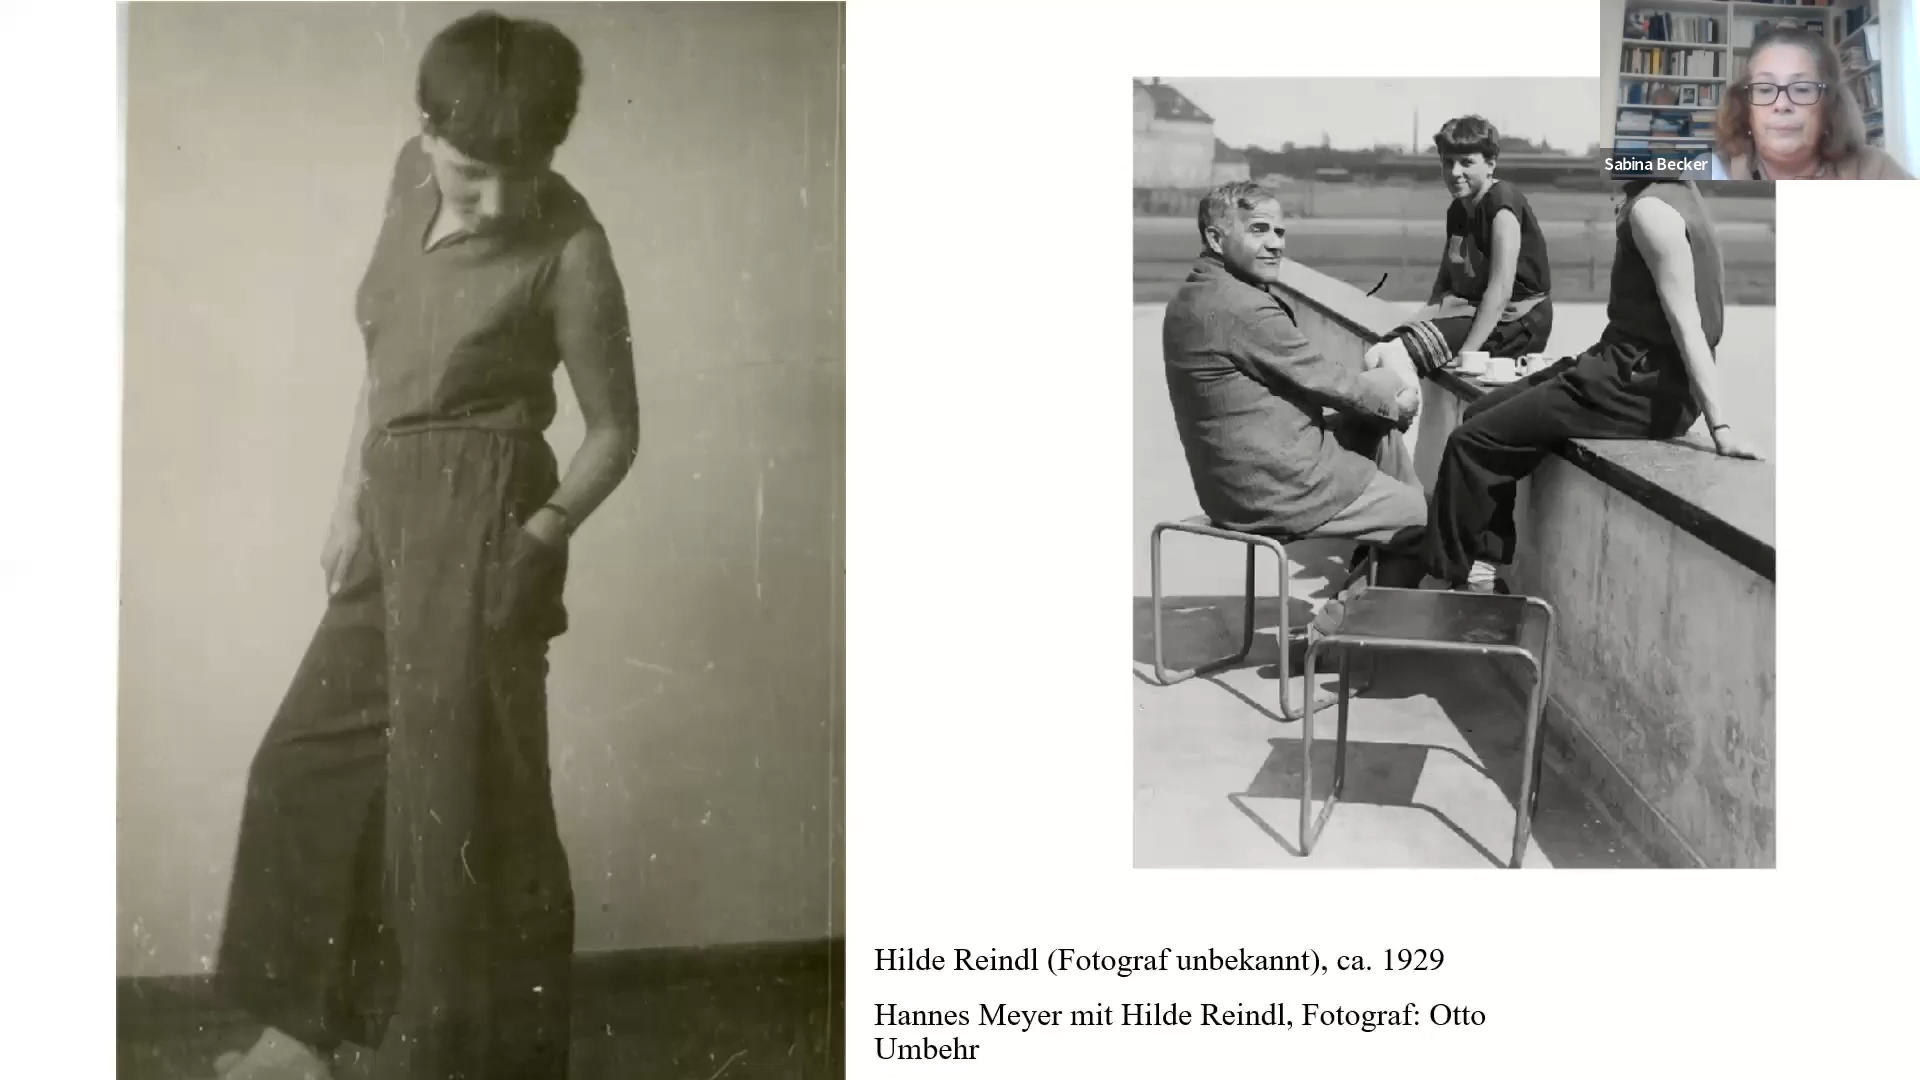 Sabina Becker
Hilde Reindl (Fotograf unbekannt), ca. 1929
Hannes Meyer mit Hilde Reindl, Fotograf: Otto
Umbehr